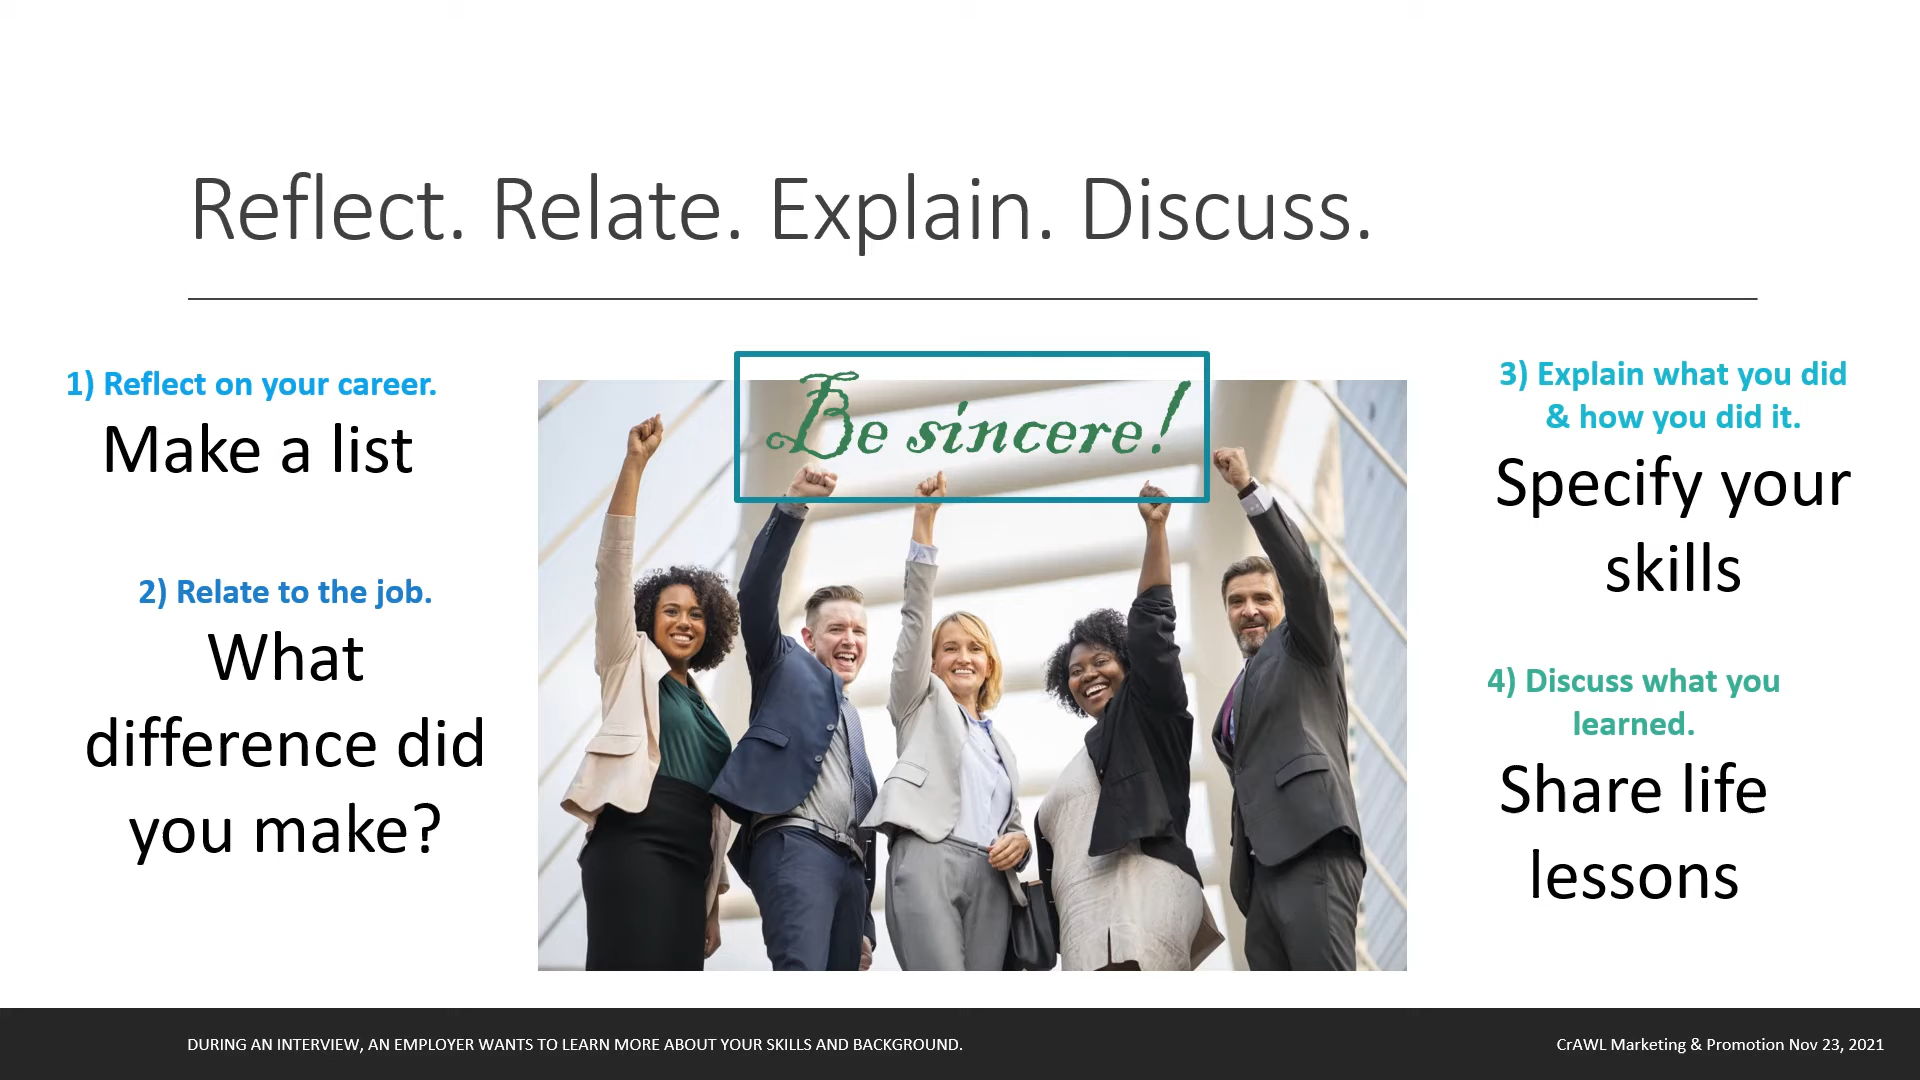 Reflect. Relate. Explain. Discuss.
1) Reflect on your career.
Make a list
2) Relate to the job.
What
difference did
you make?
Be sincere!
3) Explain what you did
& how you did it.
Specify your
skills
4) Discuss what you
learned.
Share life
lessons
DURING AN INTERVIEW, AN EMPLOYER WANTS TO LEARN MORE ABOUT YOUR SKILLS AND BACKGROUND.
CrAWL Marketing & Promotion Nov 23, 2021